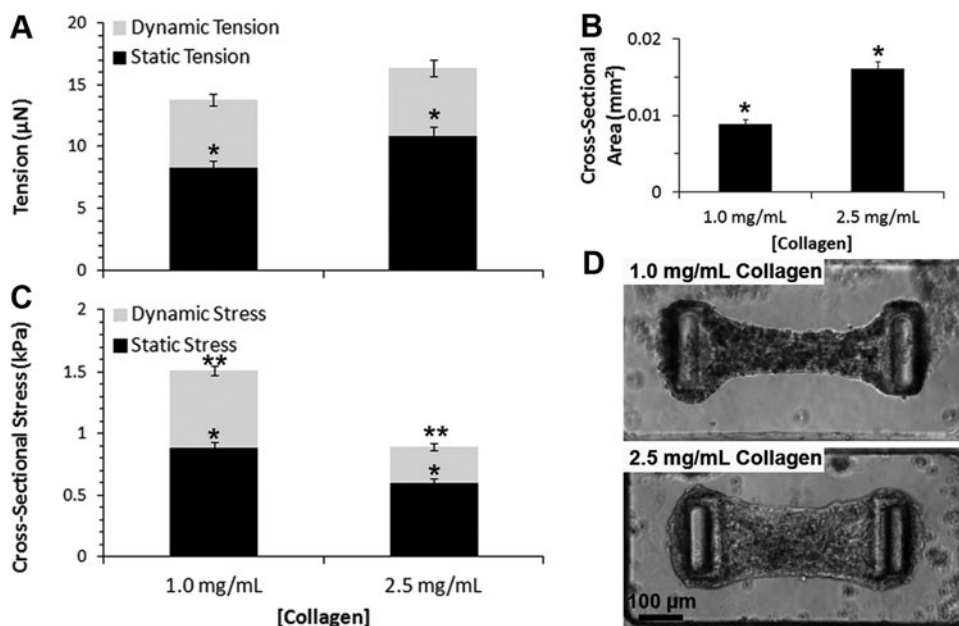 A
20
15
10
5
0
Tension (µN)
Dynamic Tension
Static Tension
*
*
B
0.02
0.01
0
Cross-Sectional
Area (mm²)
*
*
1.0 mg/mL
2.5 mg/mL
[Collagen]
C
2
1.5
1
0.5
0
Cross-Sectional Stress (kPa)
Dynamic Stress
Static Stress
**
*
**
*
1.0 mg/mL
2.5 mg/mL
[Collagen]
D
1.0 mg/mL Collagen
2.5 mg/mL Collagen
100 µm